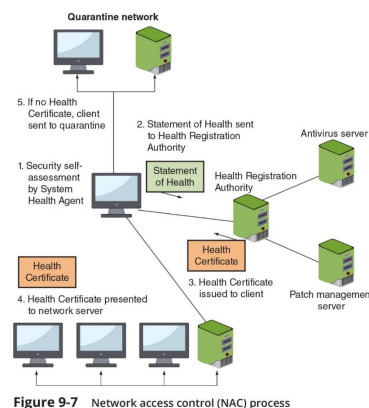 Quarantine network
5. If no Health
Certificate, client
sent to quarantine
2. Statement of Health sent
to Health Registration
Authority
Antivirus server
1. Security self-
assessment
by System
Health Agent
Statement
of Health
Health Registration
Authority
Health
Certificate
Health
Certificate
3. Health Certificate
issued to client
4. Health Certificate presented
to network server
Patch management
server
Figure 9-7 Network access control (NAC) process